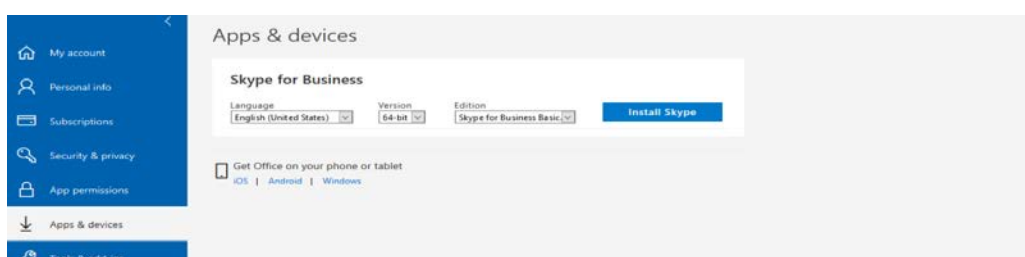 Apps & devices
My account
Personal info
Subscriptions
Security & privacy
App permissions
Apps & devices
Skype for Business
Language Version Edition
English (United States) 64-bit Skype for Business Basic. Install Skype
Get Office on your phone or tablet
iOS | Android | Windows